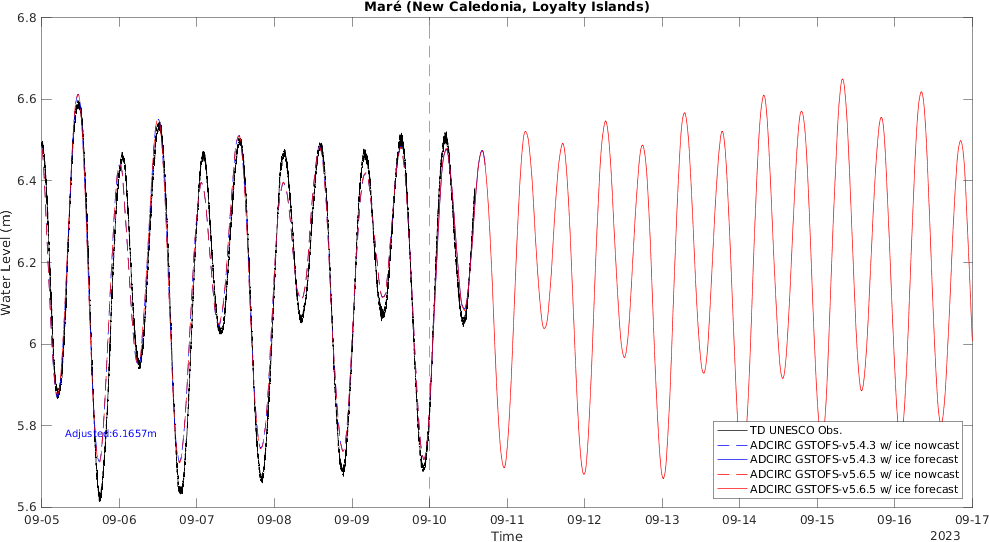 Maré (New Caledonia, Loyalty Islands)
6.8
6.6
6.4
6.2
6
5.8
5.6
Water Level (m)
Adjusted:6.1657m
TD UNESCO Obs.
ADCIRC GSTOFS-v5.4.3 w/ ice nowcast
ADCIRC GSTOFS-v5.4.3 w/ ice forecast
ADCIRC GSTOFS-v5.6.5 w/ ice nowcast
ADCIRC GSTOFS-v5.6.5 w/ ice forecast
09-05 09-06 09-07 09-08 09-09 09-10 09-11 09-12 09-13 09-14 09-15 09-16 09-17
Time
2023